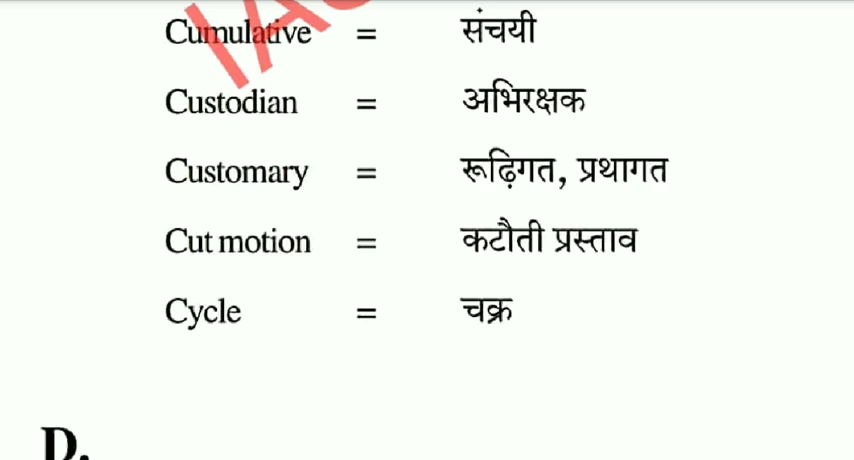 Cumulative = संचयी
Custodian = अभिरक्षक
Customary = रूढ़िगत, प्रथागत
Cut motion = कटौती प्रस्ताव
Cycle = चक्र
D.